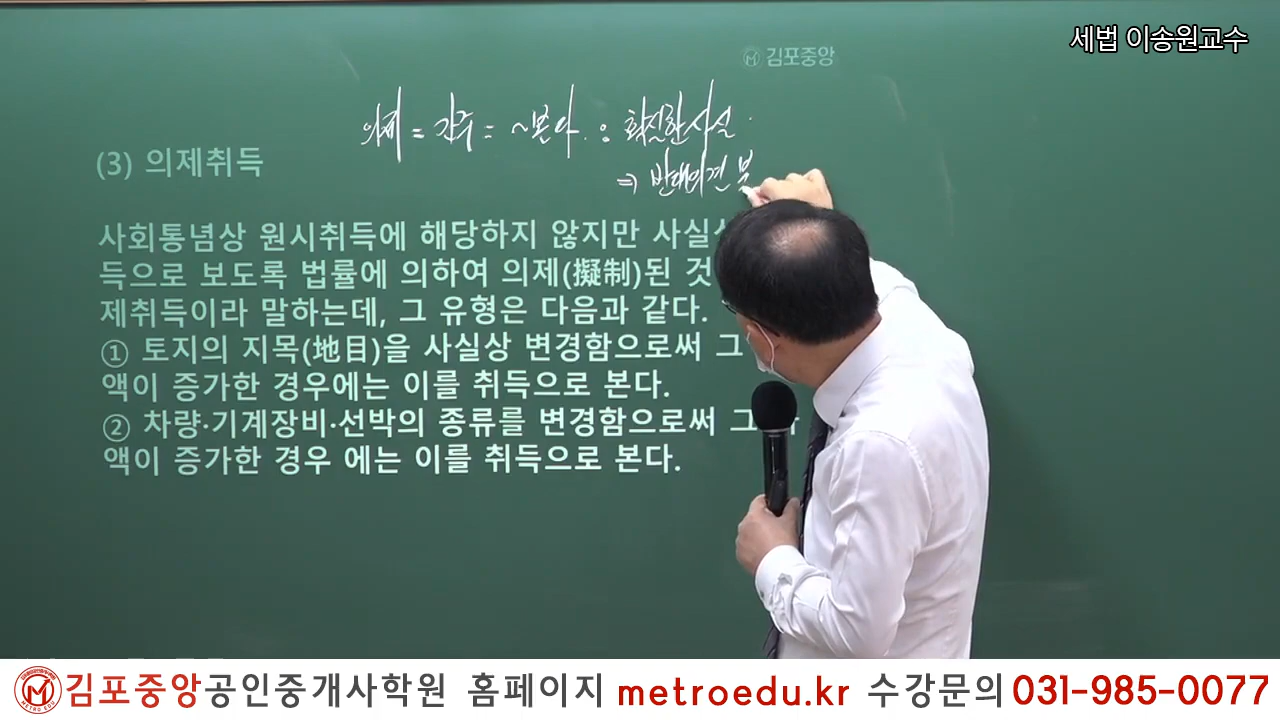 세법 이송원교수
김포중앙
의제 = 간주 = ~본다 : 확실한 사실
⇒ 반대의견 부
(3) 의제취득
사회통념상 원시취득에 해당하지 않지만 사실상
득으로 보도록 법률에 의하여 의제(擬制)된 것
제취득이라 말하는데, 그 유형은 다음과 같다.
① 토지의 지목(地目)을 사실상 변경함으로써 그
액이 증가한 경우에는 이를 취득으로 본다.
② 차량·기계장비·선박의 종류를 변경함으로써 그
액이 증가한 경우 에는 이를 취득으로 본다.
김포중앙공인중개사학원 홈페이지 metroedu.kr 수강문의 031-985-0077